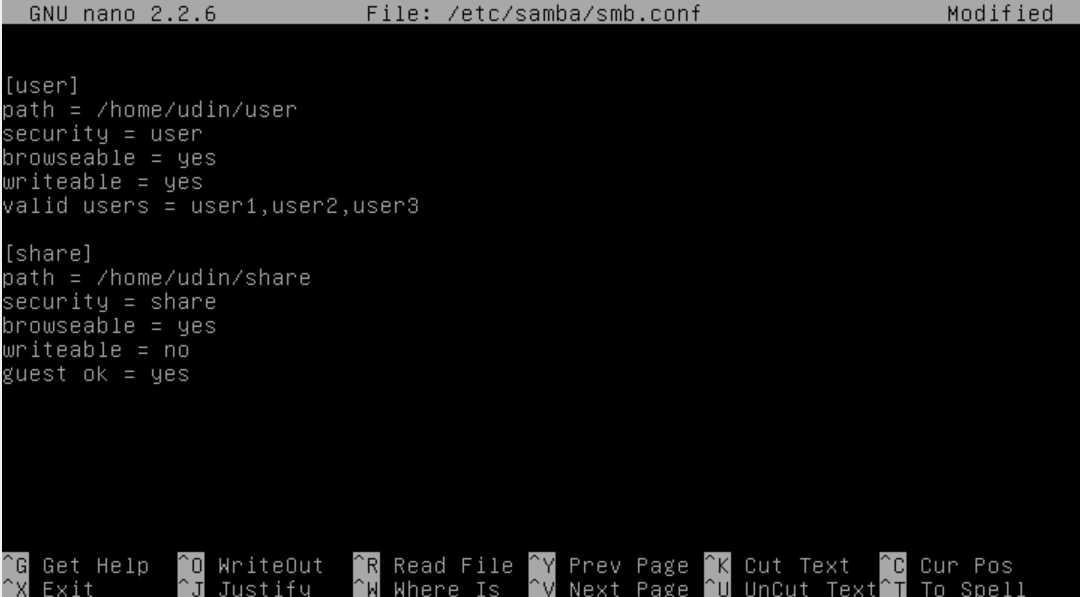 GNU nano 2.2.6 File: /etc/samba/smb.conf Modified
[user]
path = /home/udin/user
security = user
browseable = yes
writeable = yes
valid users = user1,user2,user3
[share]
path = /home/udin/share
security = share
browseable = yes
writeable = no
guest ok = yes
^G Get Help ^O WriteOut ^R Read File ^Y Prev Page ^K Cut Text ^C Cur Pos
^X Exit ^J Justify ^W Where Is ^V Next Page ^U UnCut Text ^T To Spell